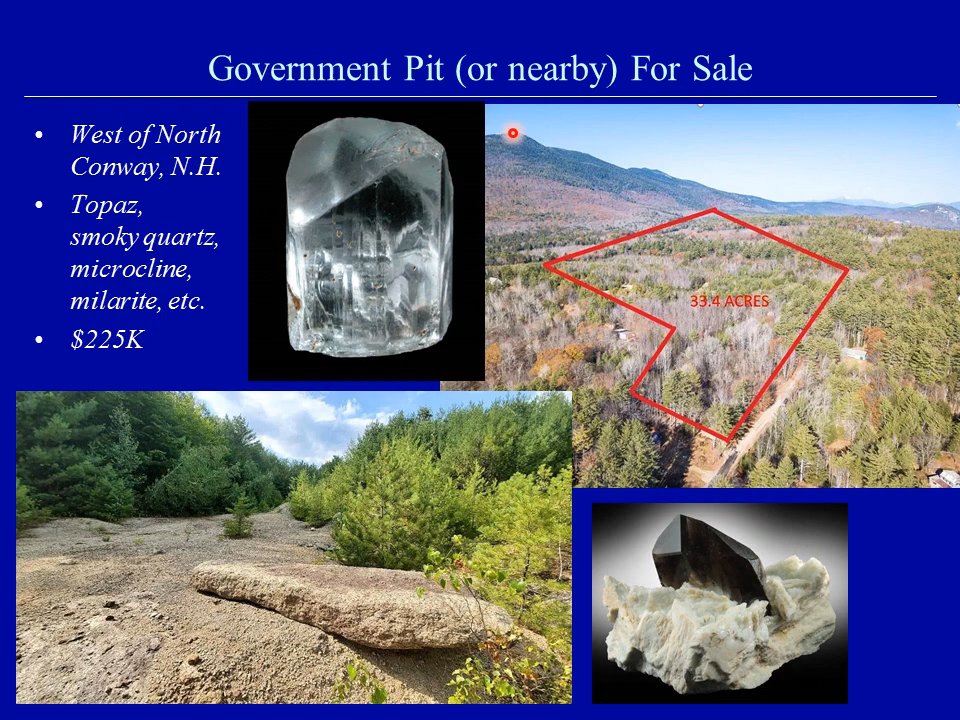 Government Pit (or nearby) For Sale
• West of North
Conway, N.H.
• Topaz,
smoky quartz,
microcline,
milarite, etc.
• $225K
33.4 ACRES